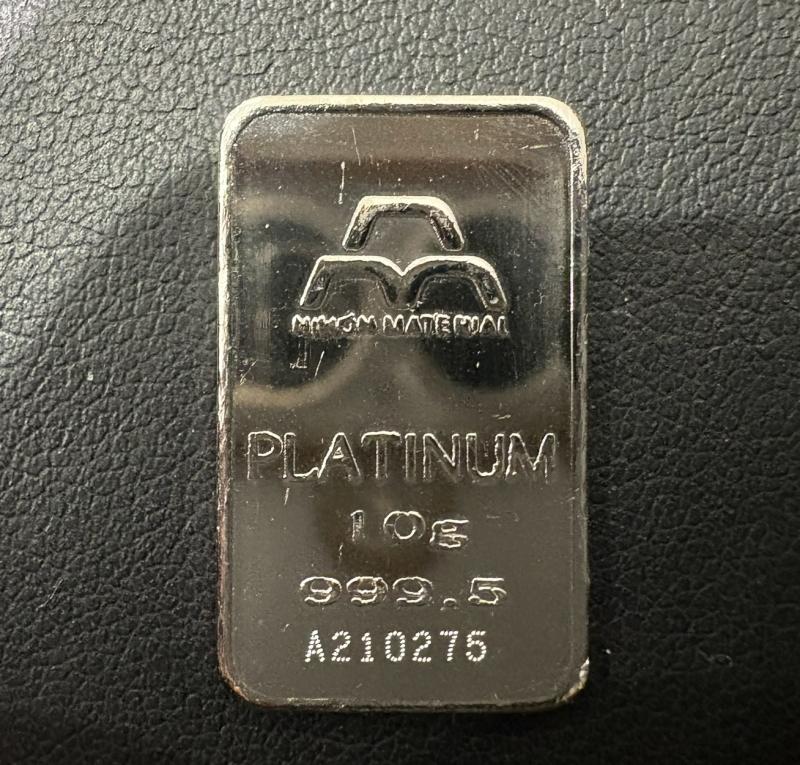 NIHON MATERIAL
PLATINUM
10g
999.5
A210275